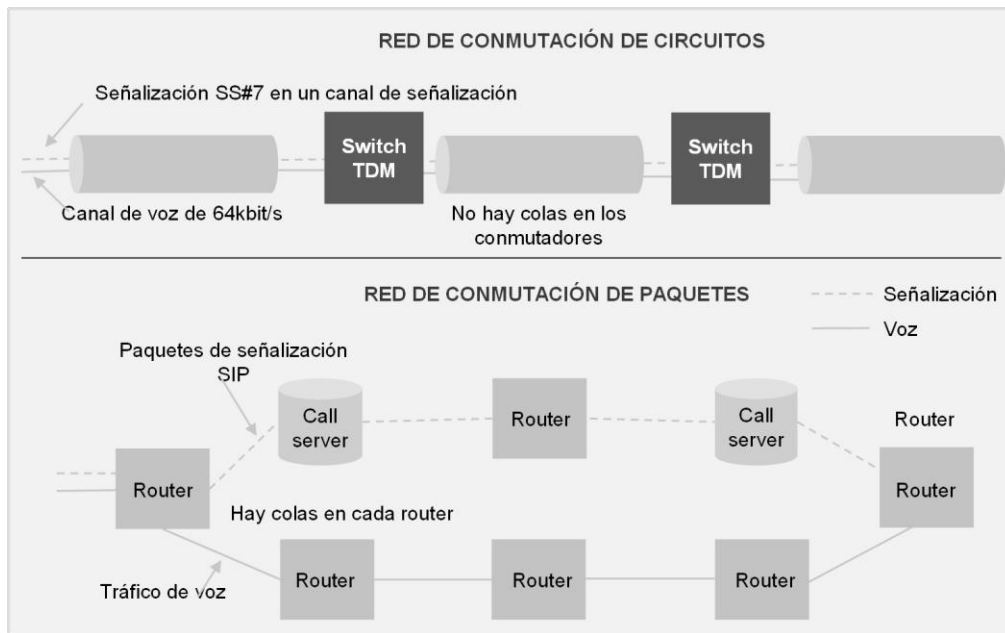 RED DE CONMUTACIÓN DE CIRCUITOS
Señalización SS#7 en un canal de señalización
Switch
TDM
Switch
TDM
Canal de voz de 64kbit/s
No hay colas en los
conmutadores
RED DE CONMUTACIÓN DE PAQUETES
Señalización
Voz
Paquetes de señalización
SIP
Call
server
Router
Call
server
Router
Router
Router
Hay colas en cada router
Router
Router
Router
Tráfico de voz